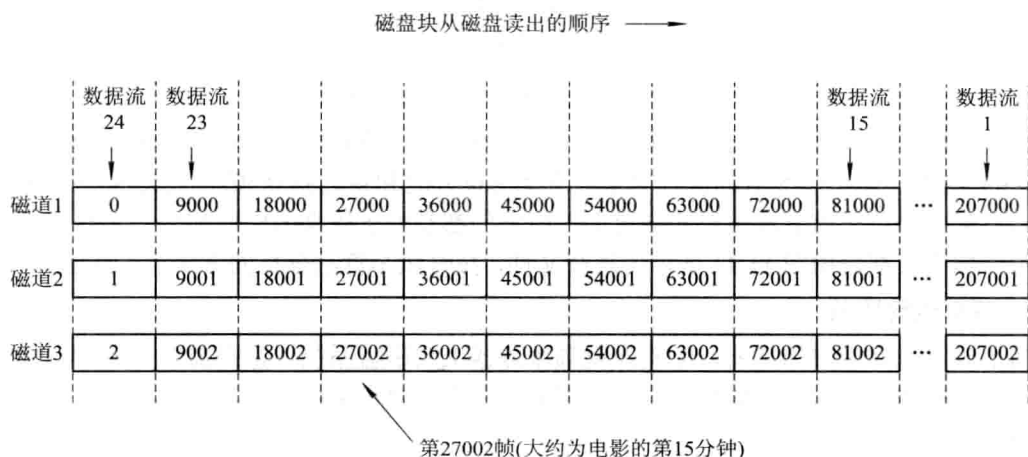 磁盘块从磁盘读出的顺序
数据流 数据流 数据流 数据流
24 23 15 1
磁道1 0 9000 18000 27000 36000 45000 54000 63000 72000 81000 … 207000
磁道2 1 9001 18001 27001 36001 45001 54001 63001 72001 81001 … 207001
磁道3 2 9002 18002 27002 36002 45002 54002 63002 72002 81002 … 207002
第27002帧(大约为电影的第15分钟)